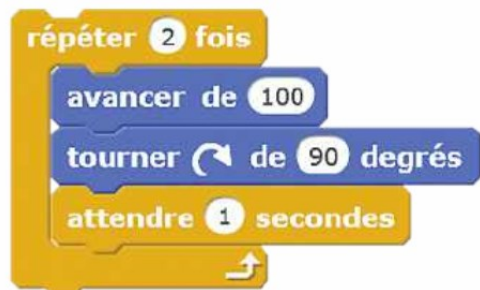 répéter 2 fois
avancer de 100
tourner de 90 degrés
attendre 1 secondes